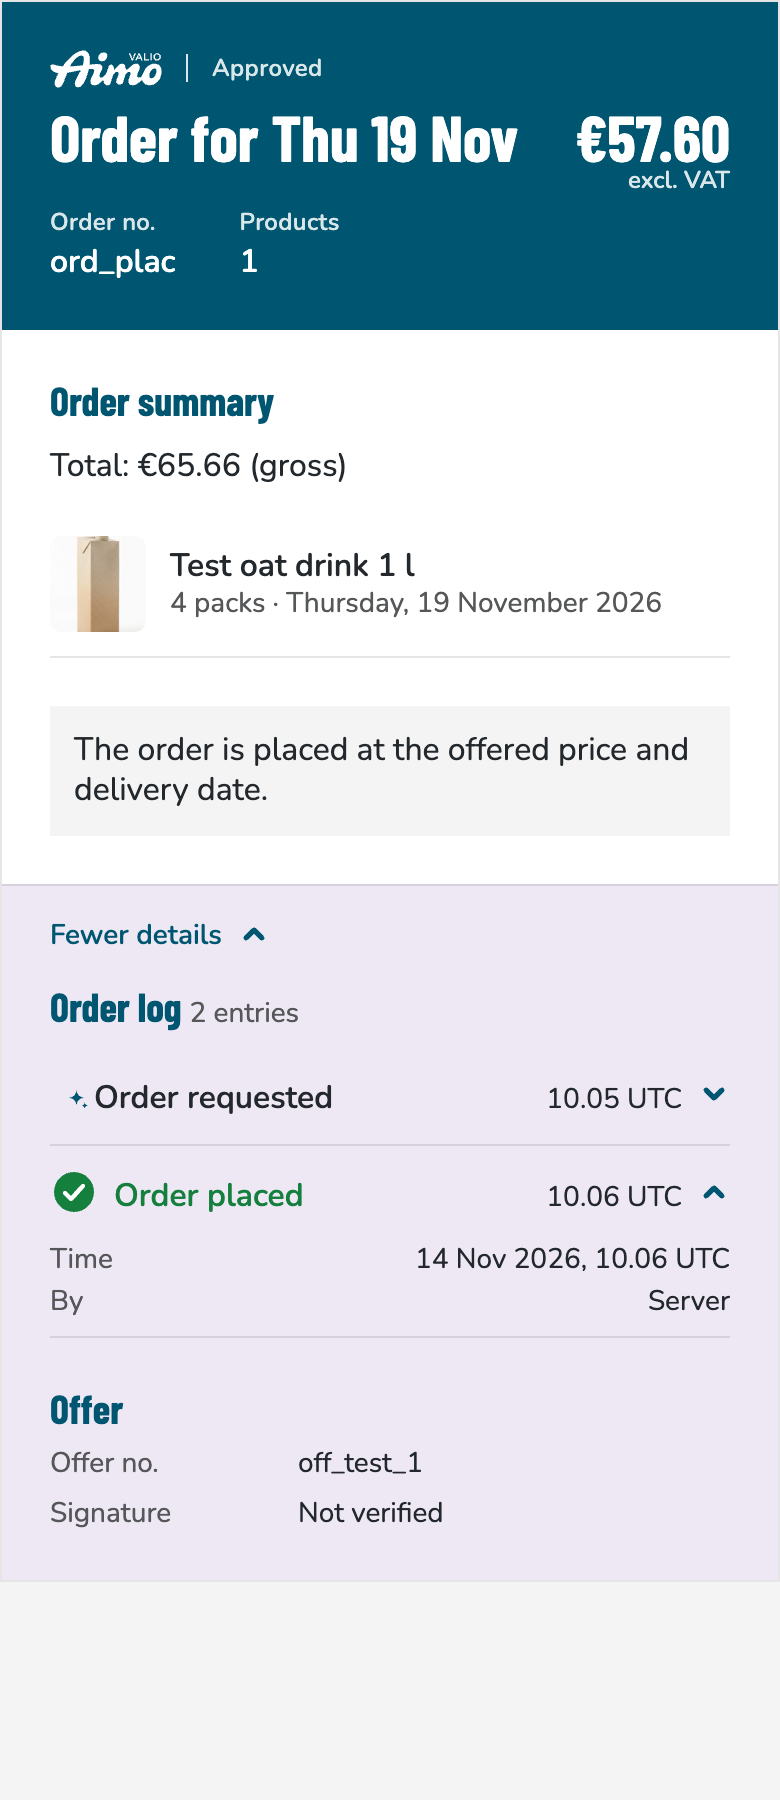 VALIO
Aimo
Approved
Order for Thu 19 Nov
€57.60
excl. VAT
Order no.
Products
ord_plac
1
Order summary
Total: €65.66 (gross)
Test oat drink 1 l
4 packs · Thursday, 19 November 2026
The order is placed at the offered price and
delivery date.
Fewer details
Order log 2 entries
Order requested
10.05 UTC
Order placed
10.06 UTC
Time
14 Nov 2026, 10.06 UTC
By
Server
Offer
Offer no.
off_test_1
Signature
Not verified